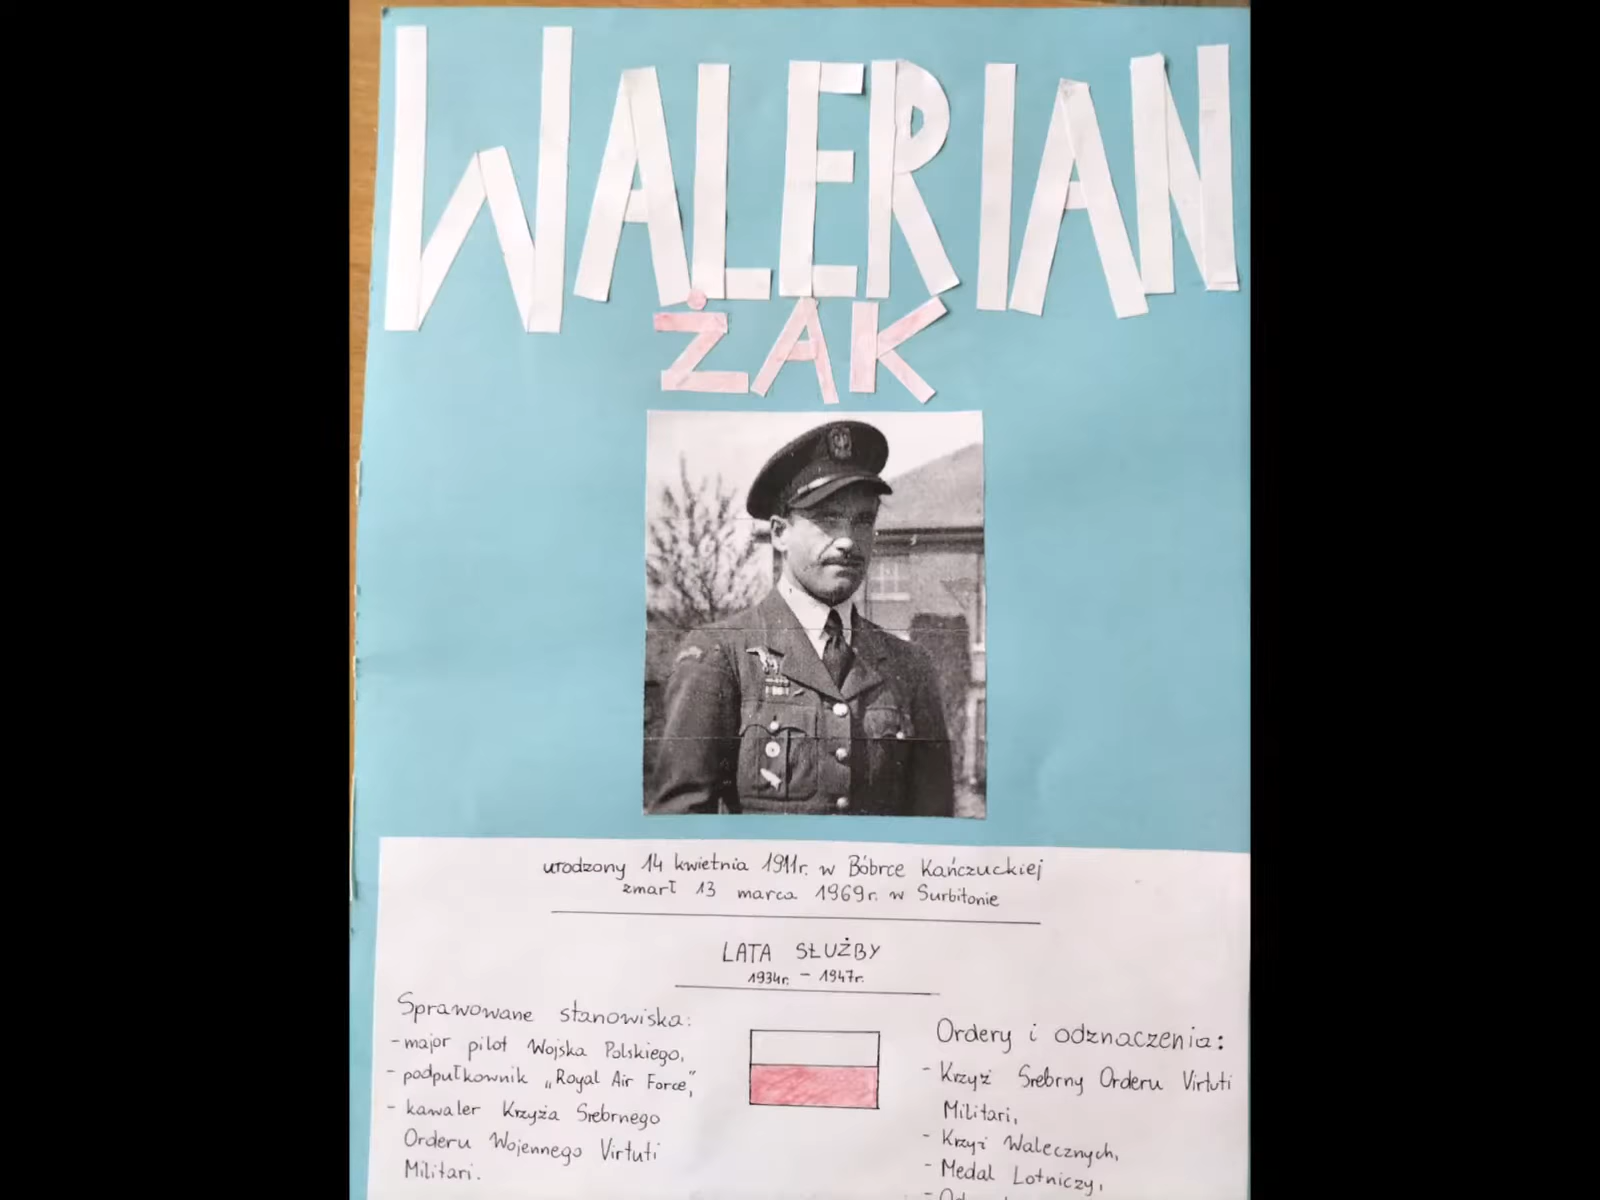 WALERIAN
ŻAK
urodzony 14 kwietnia 1911r. w Bóbrce Kańczuckiej
zmarł 13 marca 1969r. w Surbitonie
LATA SŁUŻBY
1934r. - 1947r.
Sprawowane stanowiska:
- major pilot Wojska Polskiego,
- podpułkownik „Royal Air Force”,
- kawaler Krzyża Srebrnego
Orderu Wojennego Virtuti
Militari.
Ordery i odznaczenia:
- Krzyż Srebrny Orderu Virtuti
Militari,
- Krzyż Walecznych,
- Medal Lotniczy,